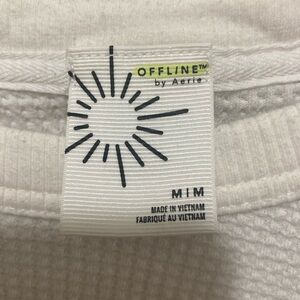 OFFLINE™
by Aerie
M|M
MADE IN VIETNAM
FABRIQUÉ AU VIETNAM